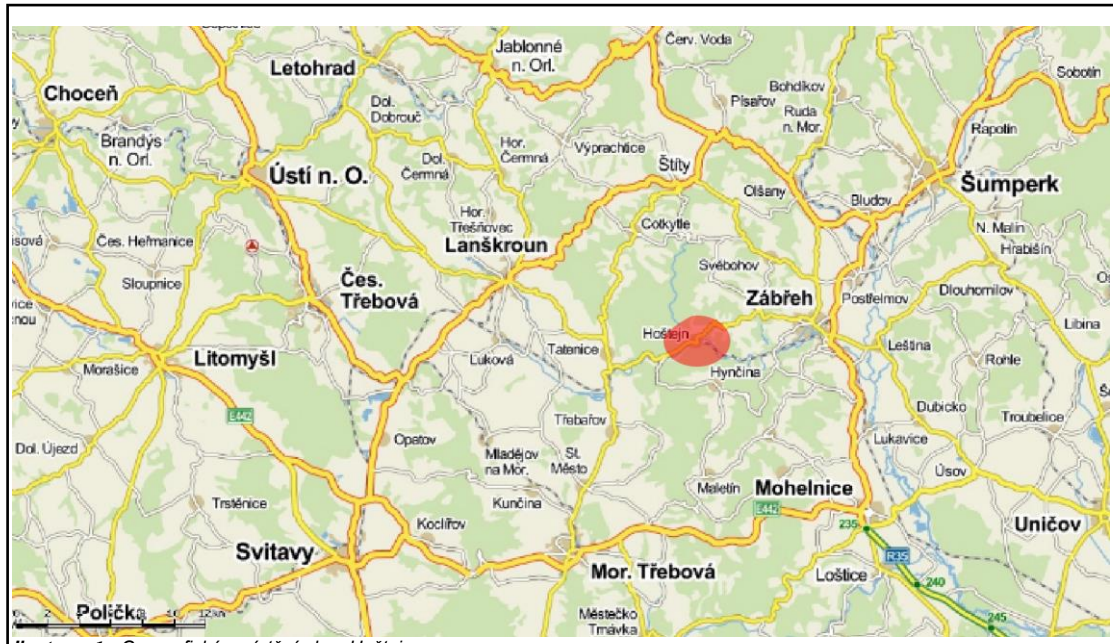 Jablonné
n. Orl.
Červ. Voda
Letohrad
Bohdíkov
Sobotín
Choceň
Dol.
Dobrouč
Písařov
Ruda
n. Mor.
Rapotín
Brandýs
n. Orl.
Hor.
Čermná
Výprachtice
Dol.
Čermná
Štíty
Ústí n. O.
Olšany
Šumperk
Bludov
Hor.
Třešňovec
Cotkytle
N. Malín
Hrabišín
Čes. Heřmanice
Lanškroun
Svébohov
Sloupnice
Čes.
Třebová
Zábřeh
Postřelmov
Dlouhomilov
Hoštejn
Libina
Litomyšl
Luková
Tatenice
Leština
Rohle
Morašice
Hynčina
E442
Dubicko
Třebařov
Troubelice
Dol. Újezd
Opatov
Lukavice
Mladějov
na Mor.
St.
Město
Úsov
Trstěnice
Kunčina
Maletín
Mohelnice
E442
Uničov
Koclířov
235
Svitavy
R35
Mor. Třebová
Loštice
240
Polička
12km
Městečko
Trnávka
245